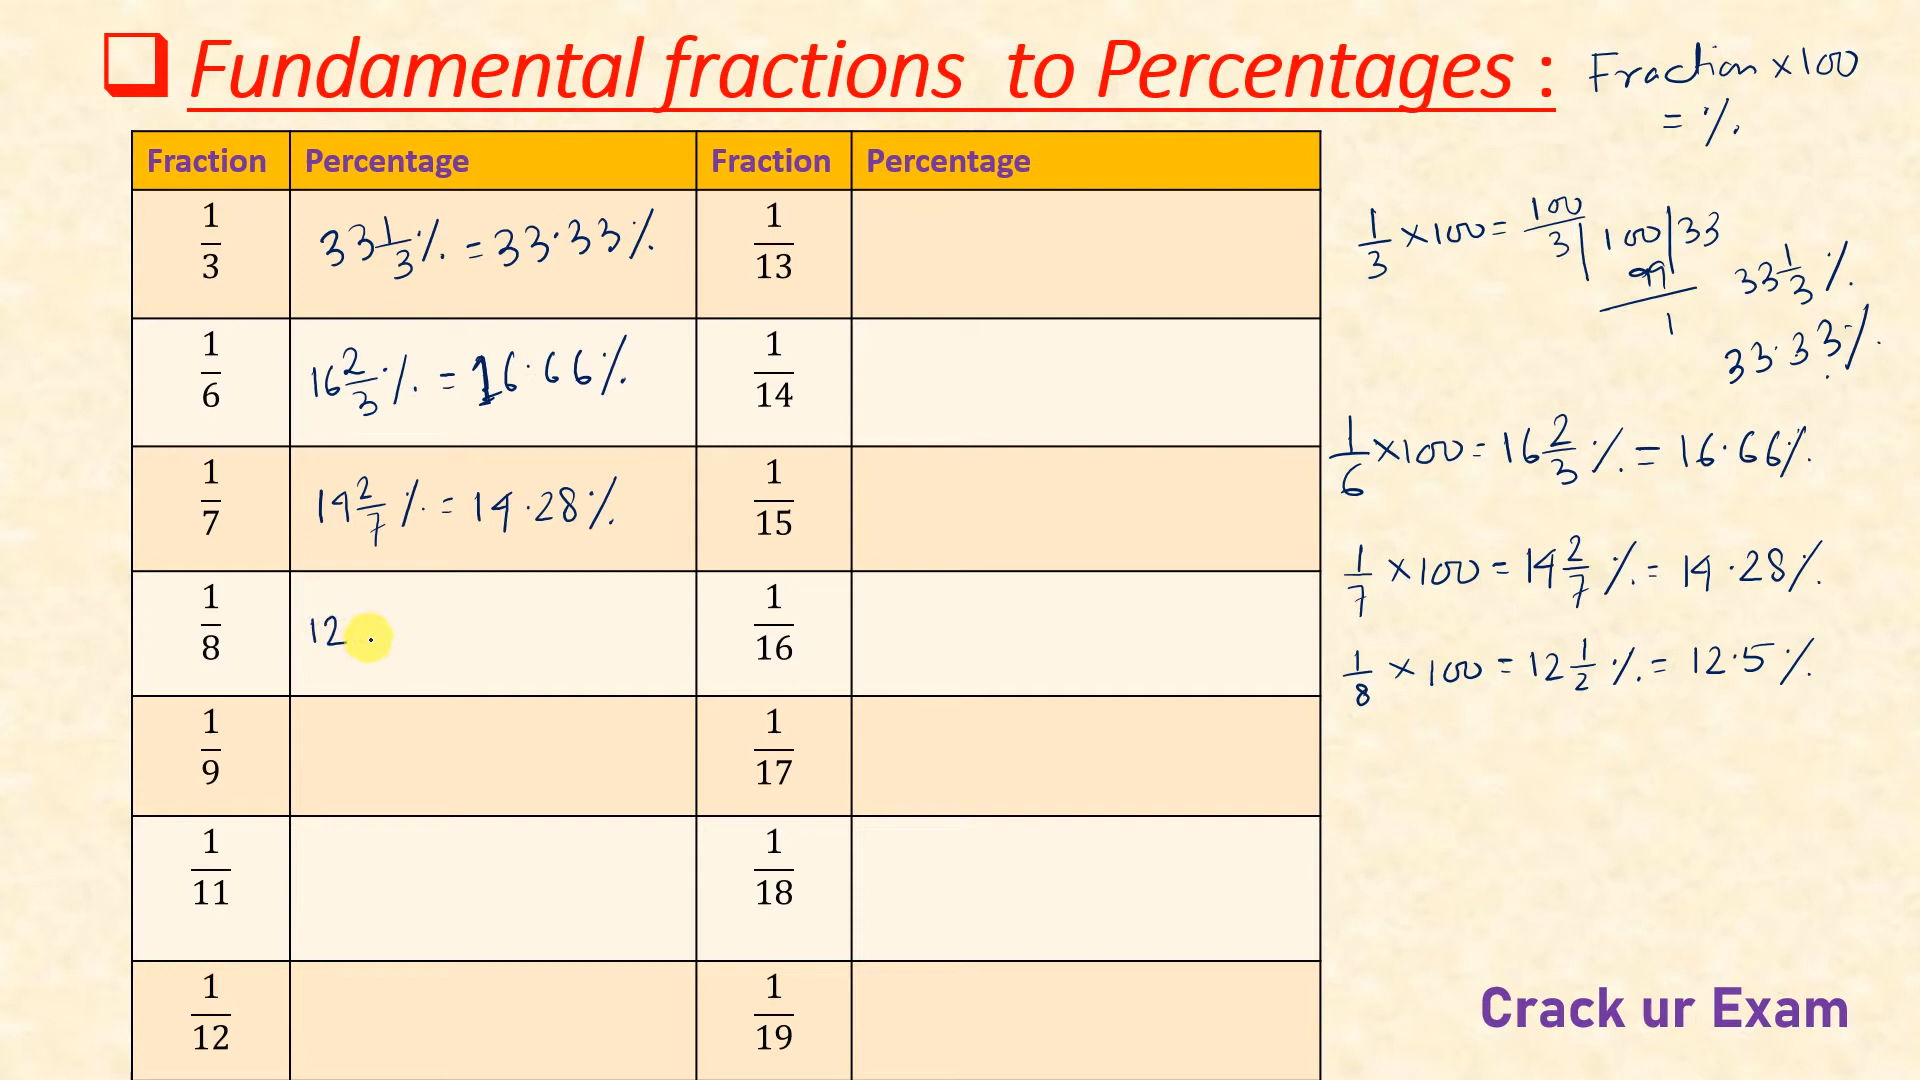 Fundamental fractions to Percentages :
Fraction × 100
= %
Fraction Percentage Fraction Percentage
1/3 33 1/3 % = 33.33% 1/13
1/6 16 2/3 % = 16.66% 1/14
1/7 14 2/7 % = 14.28% 1/15
1/8 12 1/16
1/9 1/17
1/11 1/18
1/12 1/19
1/3 × 100 = 100/3 | 100 | 33
99
1
33 1/3 %
33.33%
1/6 × 100 = 16 2/3 % = 16.66%
1/7 × 100 = 14 2/7 % = 14.28%
1/8 × 100 = 12 1/2 % = 12.5%
Crack ur Exam